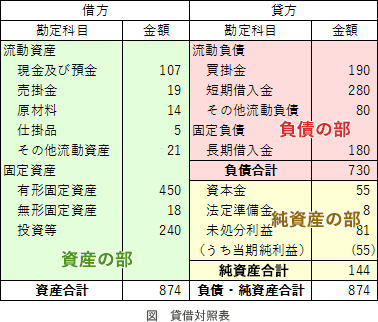 借方 貸方
勘定科目 金額 勘定科目 金額
流動資産 流動負債
現金及び預金 107 買掛金 190
売掛金 19 短期借入金 280
原材料 14 その他流動負債 80
仕掛品 5 固定負債
その他流動資産 21 長期借入金 180
負債の部
固定資産 負債合計 730
有形固定資産 450 資本金 55
無形固定資産 18 法定準備金 8
投資等 240 未処分利益 81
純資産の部
資産の部
(うち当期純利益) (55)
純資産合計 144
資産合計 874 負債・純資産合計 874
図 貸借対照表